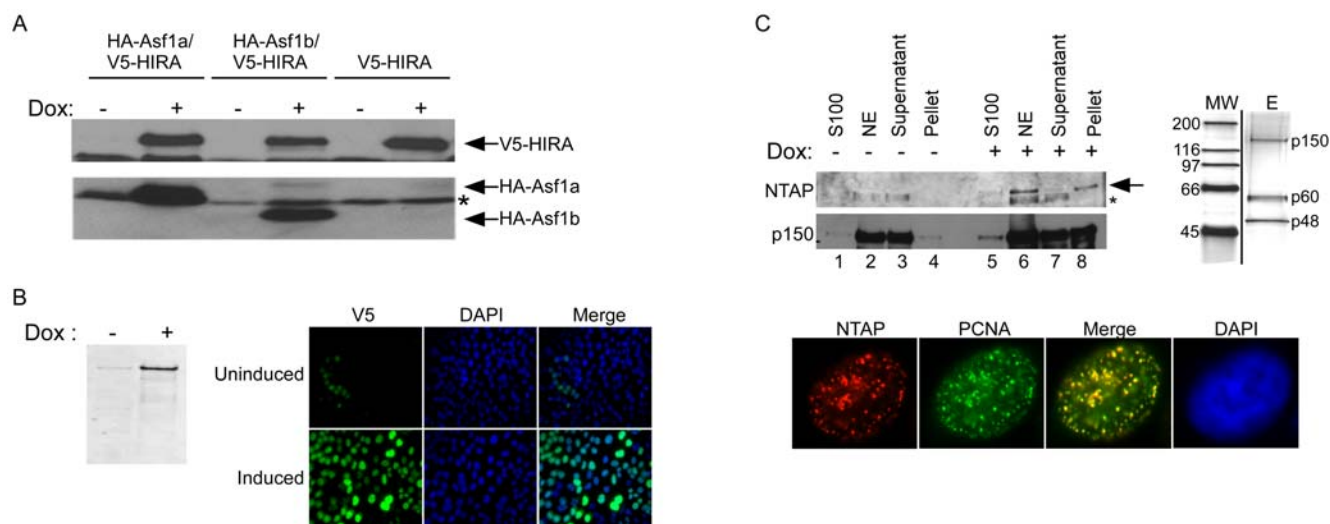 A
HA-Asf1a/
V5-HIRA
HA-Asf1b/
V5-HIRA
V5-HIRA
Dox: - + - + - +
V5-HIRA
HA-Asf1a
*
HA-Asf1b
B
Dox : - +
V5 DAPI Merge
Uninduced
Induced
C
S100 NE Supernatant Pellet S100 NE Supernatant Pellet
Dox: - - - - + + + +
NTAP
*
p150
1 2 3 4 5 6 7 8
MW E
200
116
97
66
45
p150
p60
p48
NTAP PCNA Merge DAPI